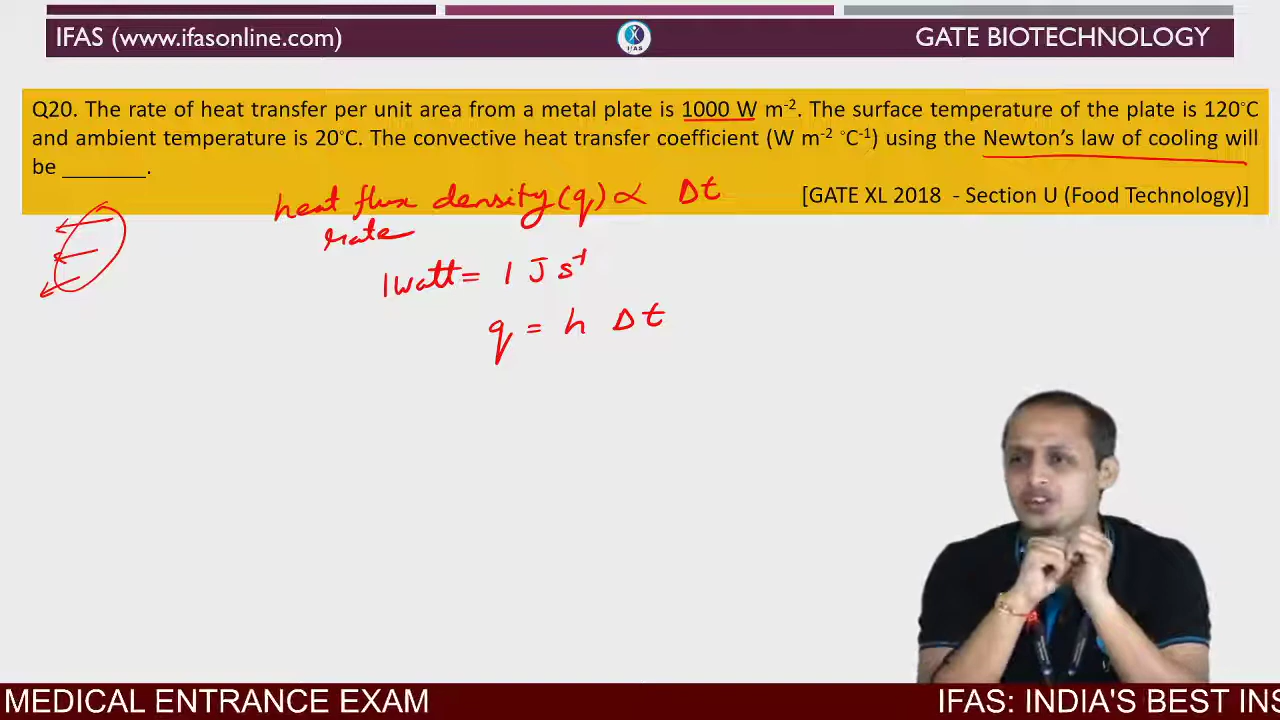 IFAS (www.ifasonline.com)
IFAS
GATE BIOTECHNOLOGY
Q20. The rate of heat transfer per unit area from a metal plate is 1000 W m⁻². The surface temperature of the plate is 120°C
and ambient temperature is 20°C. The convective heat transfer coefficient (W m⁻² °C⁻¹) using the Newton's law of cooling will
be ________.
[GATE XL 2018 - Section U (Food Technology)]
heat flux density (q) ∝ Δt
rate
1 watt = 1 J s⁻¹
q = h Δt
MEDICAL ENTRANCE EXAM
IFAS: INDIA'S BEST INS